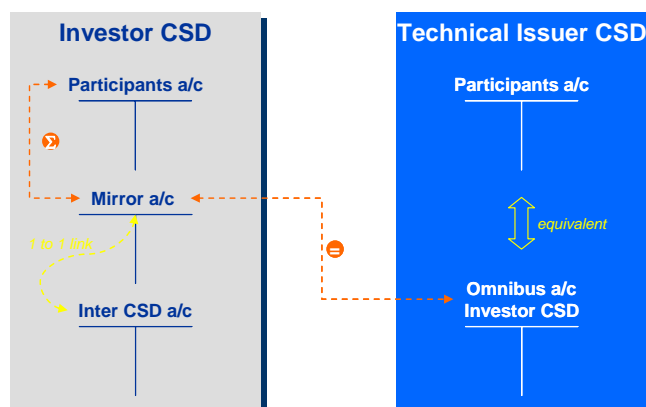 Investor CSD
Technical Issuer CSD
Participants a/c
Participants a/c
Σ
Mirror a/c
equivalent
1 to 1 link
=
Omnibus a/c
Investor CSD
Inter CSD a/c